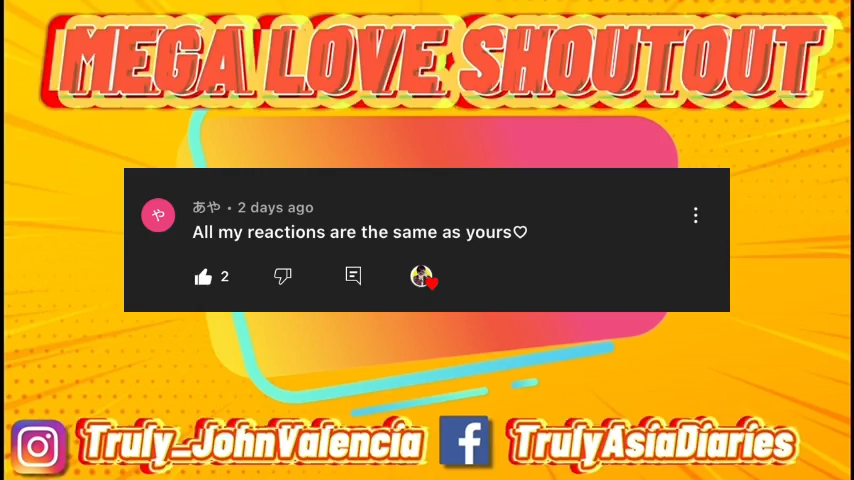 MEGA LOVE SHOUTOUT
や
あや • 2 days ago
All my reactions are the same as yours♡
2
Truly_JohnValencia
TrulyAsiaDiaries